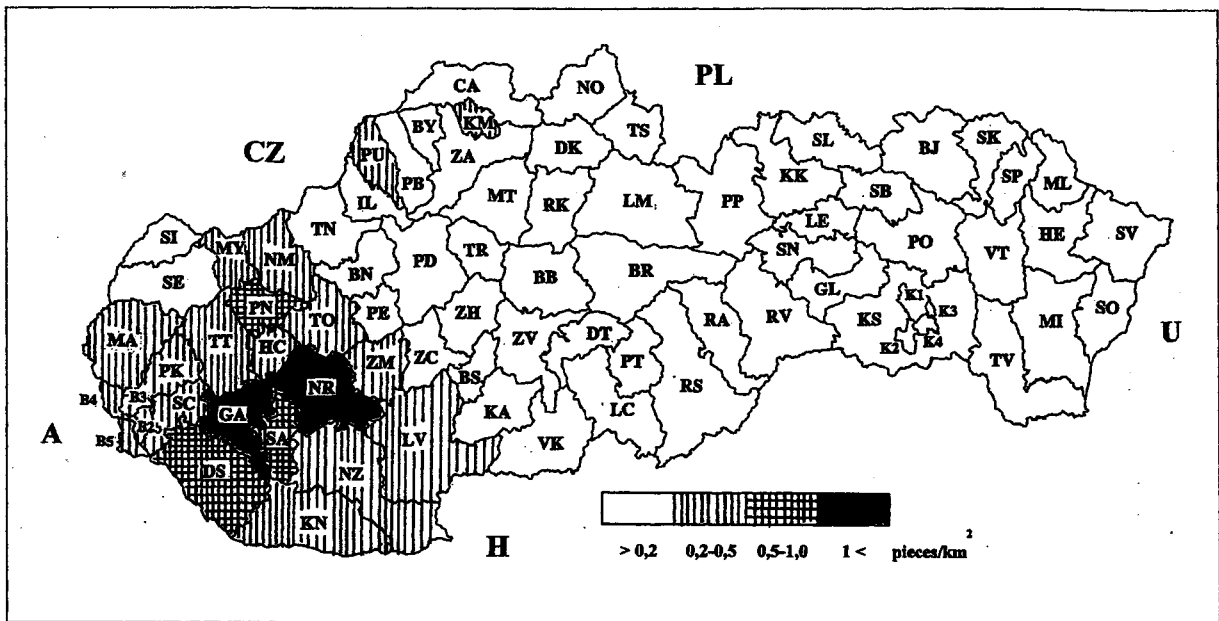 PL
CA
NO
BY
KM
TS
SL
SK
BJ
CZ
PU
ZA
DK
SP
ML
PB
KK
IL
MT
RK
LM
PP
SB
LE
TN
SI
MY
NM
TR
PO
HE
SV
VT
SN
BN
PD
BB
BR
SE
GL
PN
TO
PE
ZH
K1
K3
SO
MA
TT
HC
ZM
ZC
ZV
DT
RA
RV
KS
K2
K4
MI
U
PK
BS
PT
TV
B4
B3
SC
NR
RS
GA
KA
LC
A
B5
B2
SA
LV
VK
DS
NZ
KN
H
> 0,2 0,2-0,5 0,5-1,0 1 < pieces/km²